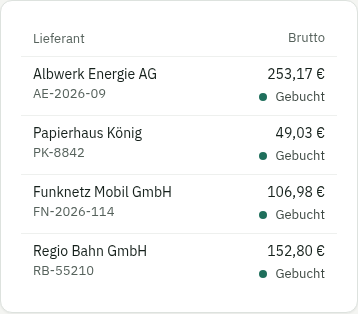 Lieferant Brutto
Albwerk Energie AG 253,17 €
AE-2026-09 Gebucht
Papierhaus König 49,03 €
PK-8842 Gebucht
Funknetz Mobil GmbH 106,98 €
FN-2026-114 Gebucht
Regio Bahn GmbH 152,80 €
RB-55210 Gebucht